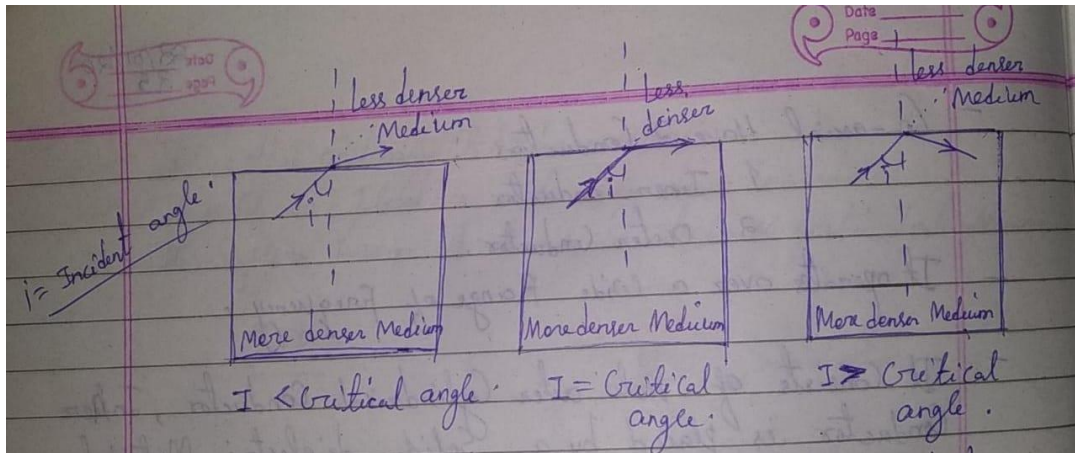 Date
Page
less denser
Medium
Less
denser
less denser
Medium
i = Incident angle.
i
i
i
More denser Medium
More denser Medium
More denser Medium
I < Critical angle.
I = Critical
angle.
I > Critical
angle.